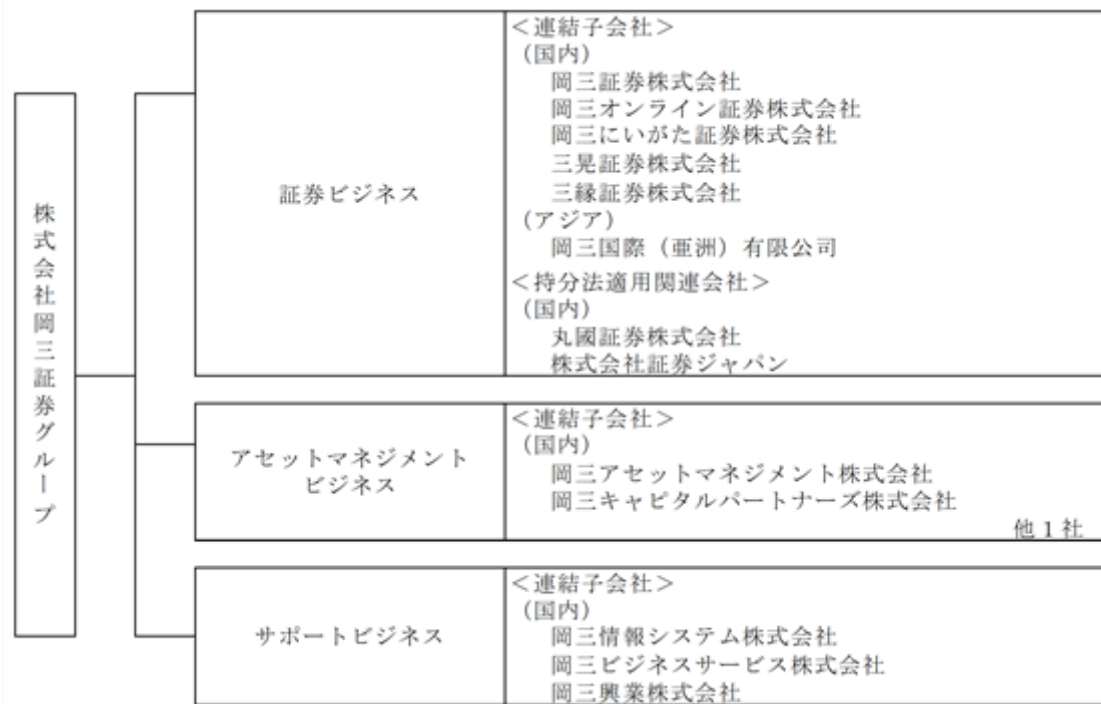 株式会社岡三証券グループ
証券ビジネス
＜連結子会社＞
（国内）
岡三証券株式会社
岡三オンライン証券株式会社
岡三にいがた証券株式会社
三晃証券株式会社
三縁証券株式会社
（アジア）
岡三国際（亜洲）有限公司
＜持分法適用関連会社＞
（国内）
丸國証券株式会社
株式会社証券ジャパン
アセットマネジメント
ビジネス
＜連結子会社＞
（国内）
岡三アセットマネジメント株式会社
岡三キャピタルパートナーズ株式会社
他１社
サポートビジネス
＜連結子会社＞
（国内）
岡三情報システム株式会社
岡三ビジネスサービス株式会社
岡三興業株式会社